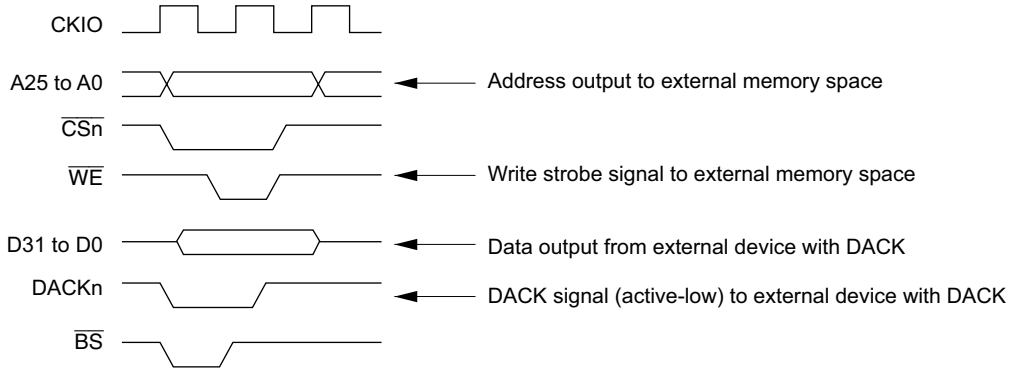 CKIO
A25 to A0 Address output to external memory space
CSn
WE Write strobe signal to external memory space
D31 to D0 Data output from external device with DACK
DACKn DACK signal (active-low) to external device with DACK
BS